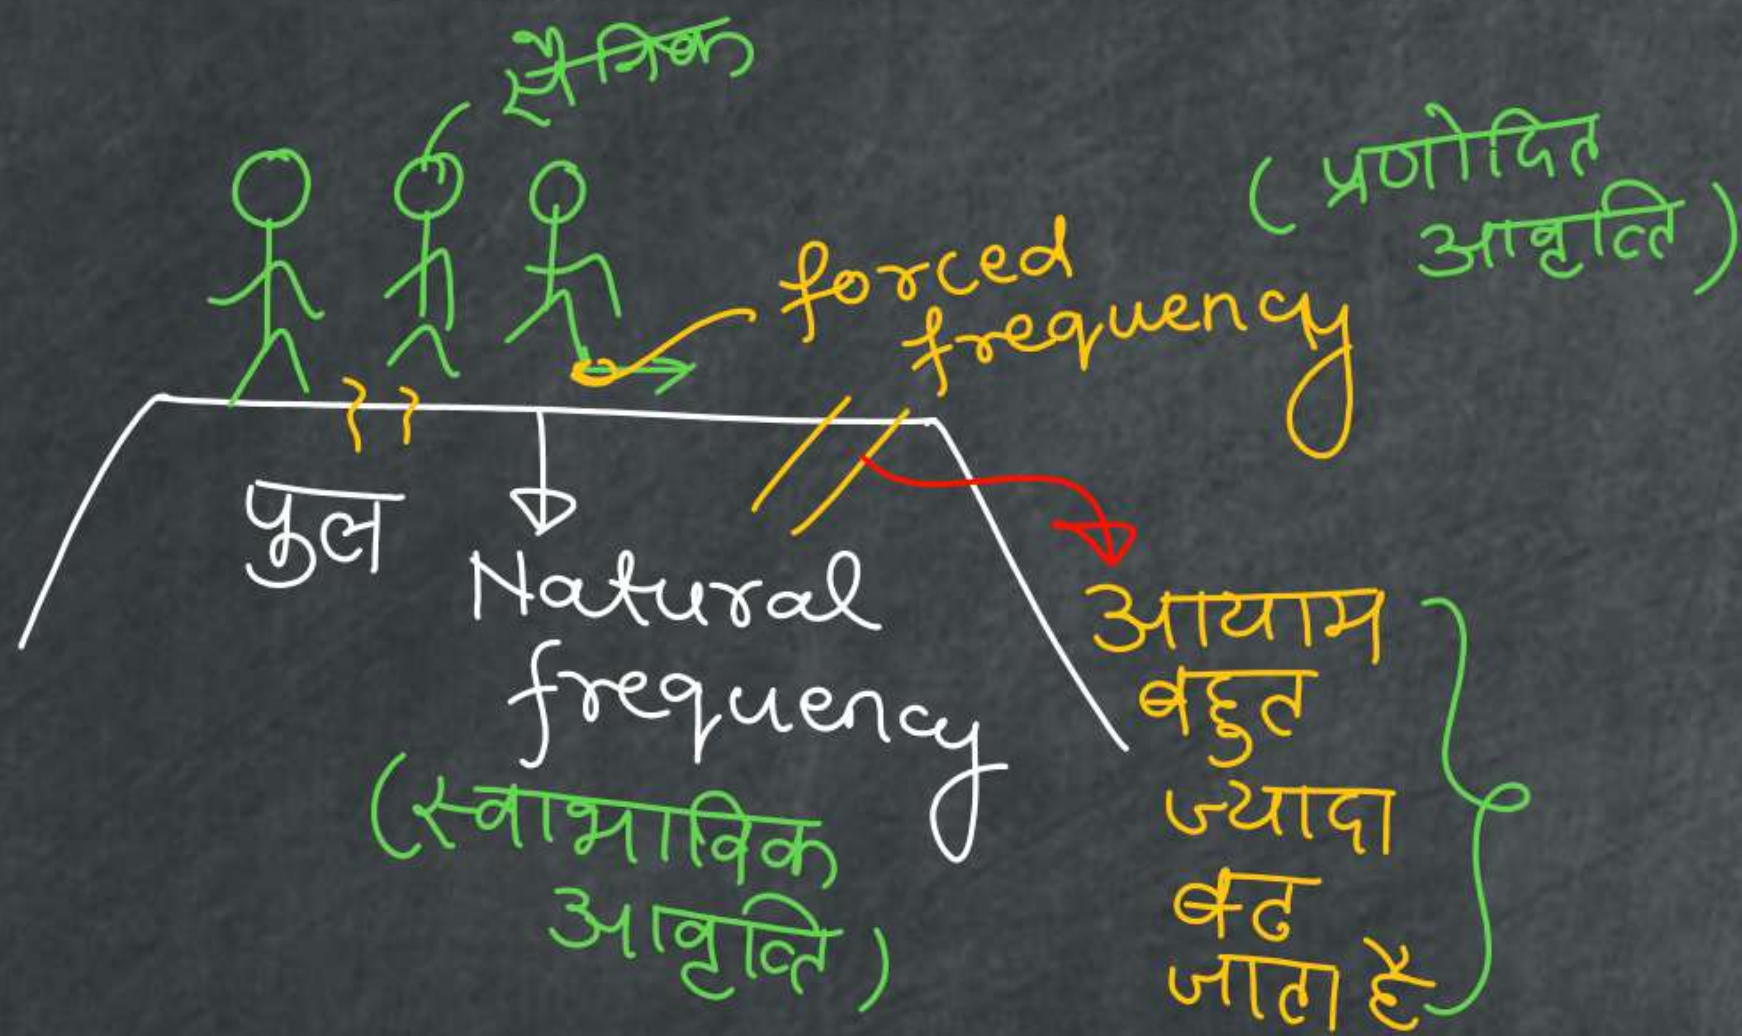 सैनिक
( प्रणोदित
आवृत्ति )
forced
frequency
पुल
Natural
frequency
(स्वाभाविक
आवृत्ति )
आयाम
बहुत
ज्यादा
बढ
जाता है